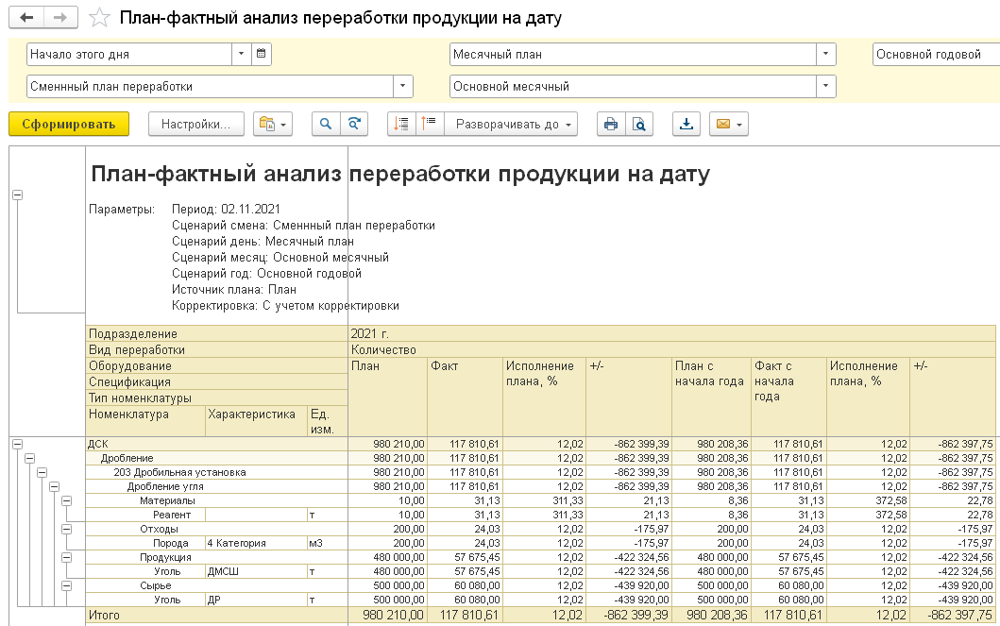 План-фактный анализ переработки продукции на дату
Начало этого дня Месячный план Основной годовой
Сменнный план переработки Основной месячный
Сформировать Настройки... Разворачивать до
План-фактный анализ переработки продукции на дату
Параметры: Период: 02.11.2021
Сценарий смена: Сменнный план переработки
Сценарий день: Месячный план
Сценарий месяц: Основной месячный
Сценарий год: Основной годовой
Источник плана: План
Корректировка: С учетом корректировки
Подразделение 2021 г.
Вид переработки Количество
Оборудование План Факт Исполнение +/- План с Факт с Исполнение +/-
Спецификация плана, % начала года начала плана, %
Тип номенклатуры года
Номенклатура Характеристика Ед.
изм.
ДСК 980 210,00 117 810,61 12,02 -862 399,39 980 208,36 117 810,61 12,02 -862 397,75
Дробление 980 210,00 117 810,61 12,02 -862 399,39 980 208,36 117 810,61 12,02 -862 397,75
203 Дробильная установка 980 210,00 117 810,61 12,02 -862 399,39 980 208,36 117 810,61 12,02 -862 397,75
Дробление угля 980 210,00 117 810,61 12,02 -862 399,39 980 208,36 117 810,61 12,02 -862 397,75
Материалы 10,00 31,13 311,33 21,13 8,36 31,13 372,58 22,78
Реагент т 10,00 31,13 311,33 21,13 8,36 31,13 372,58 22,78
Отходы 200,00 24,03 12,02 -175,97 200,00 24,03 12,02 -175,97
Порода 4 Категория м3 200,00 24,03 12,02 -175,97 200,00 24,03 12,02 -175,97
Продукция 480 000,00 57 675,45 12,02 -422 324,56 480 000,00 57 675,45 12,02 -422 324,56
Уголь ДМСШ т 480 000,00 57 675,45 12,02 -422 324,56 480 000,00 57 675,45 12,02 -422 324,56
Сырье 500 000,00 60 080,00 12,02 -439 920,00 500 000,00 60 080,00 12,02 -439 920,00
Уголь ДР т 500 000,00 60 080,00 12,02 -439 920,00 500 000,00 60 080,00 12,02 -439 920,00
Итого 980 210,00 117 810,61 12,02 -862 399,39 980 208,36 117 810,61 12,02 -862 397,75